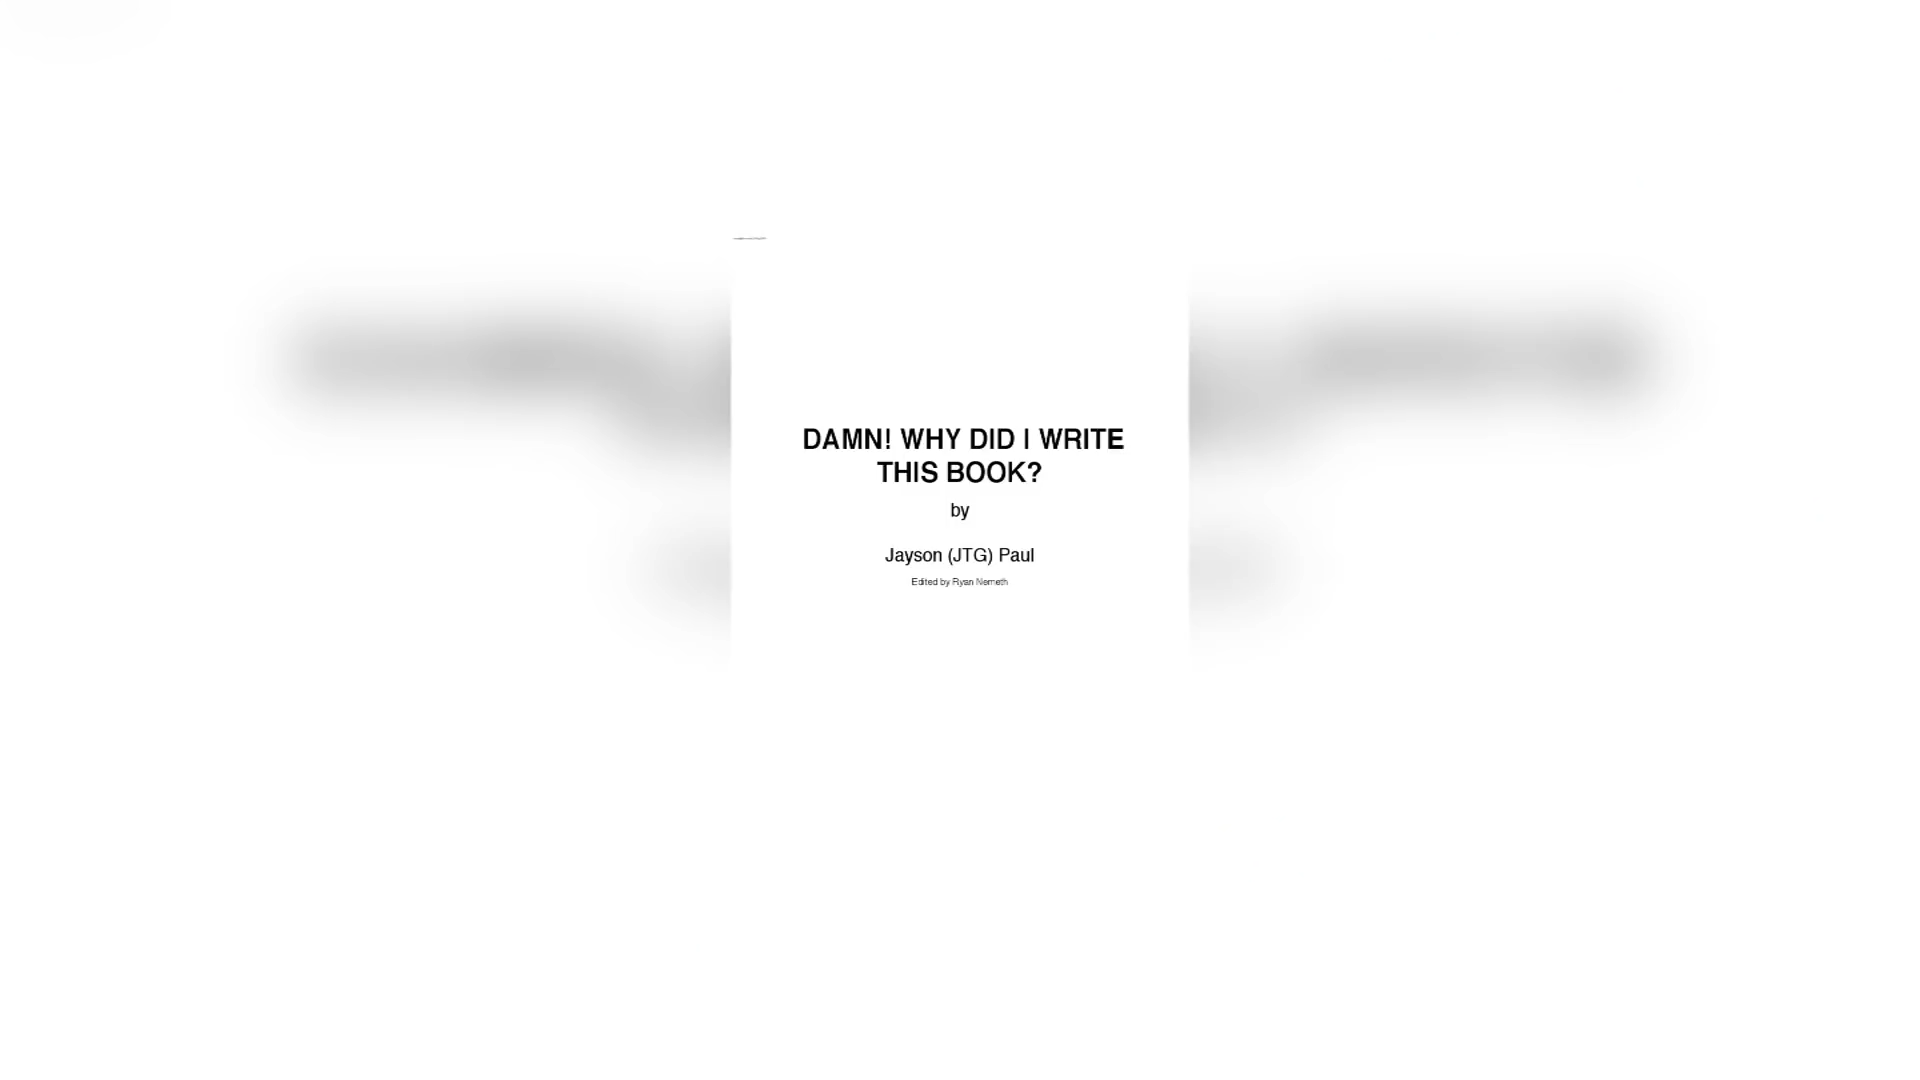 DAMN! WHY DID I WRITE
THIS BOOK?
by
Jayson (JTG) Paul
Edited by Ryan Nemeth